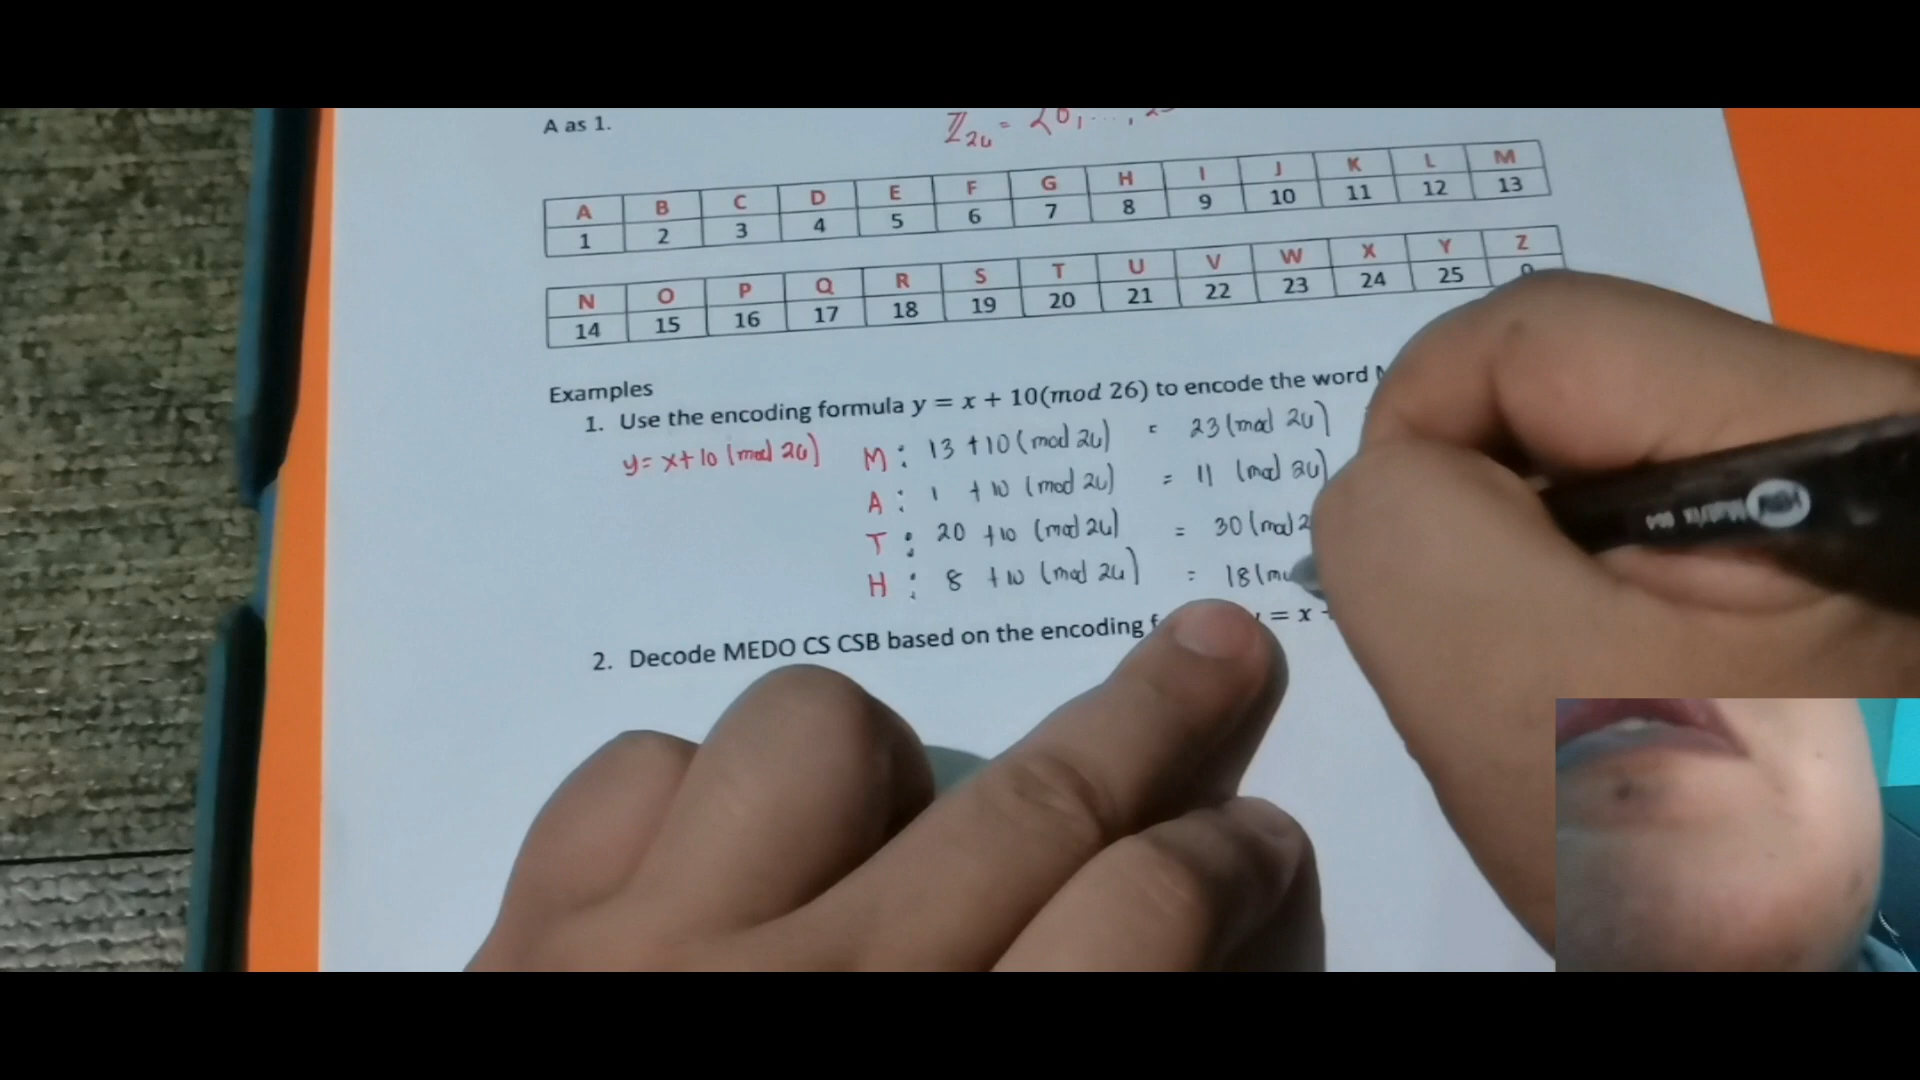 A as 1.
ℤ26 = {0, ...,
A B C D E F G H I J K L M
1 2 3 4 5 6 7 8 9 10 11 12 13
N O P Q R S T U V W X Y Z
14 15 16 17 18 19 20 21 22 23 24 25
Examples
1. Use the encoding formula y = x + 10(mod 26) to encode the word
y = x + 10 (mod 26)
M : 13 + 10 (mod 26) = 23 (mod 26)
A : 1 + 10 (mod 26) = 11 (mod 26)
T : 20 + 10 (mod 26) = 30 (mod 2
H : 8 + 10 (mod 26) = 18 (m
2. Decode MEDO CS CSB based on the encoding f = x